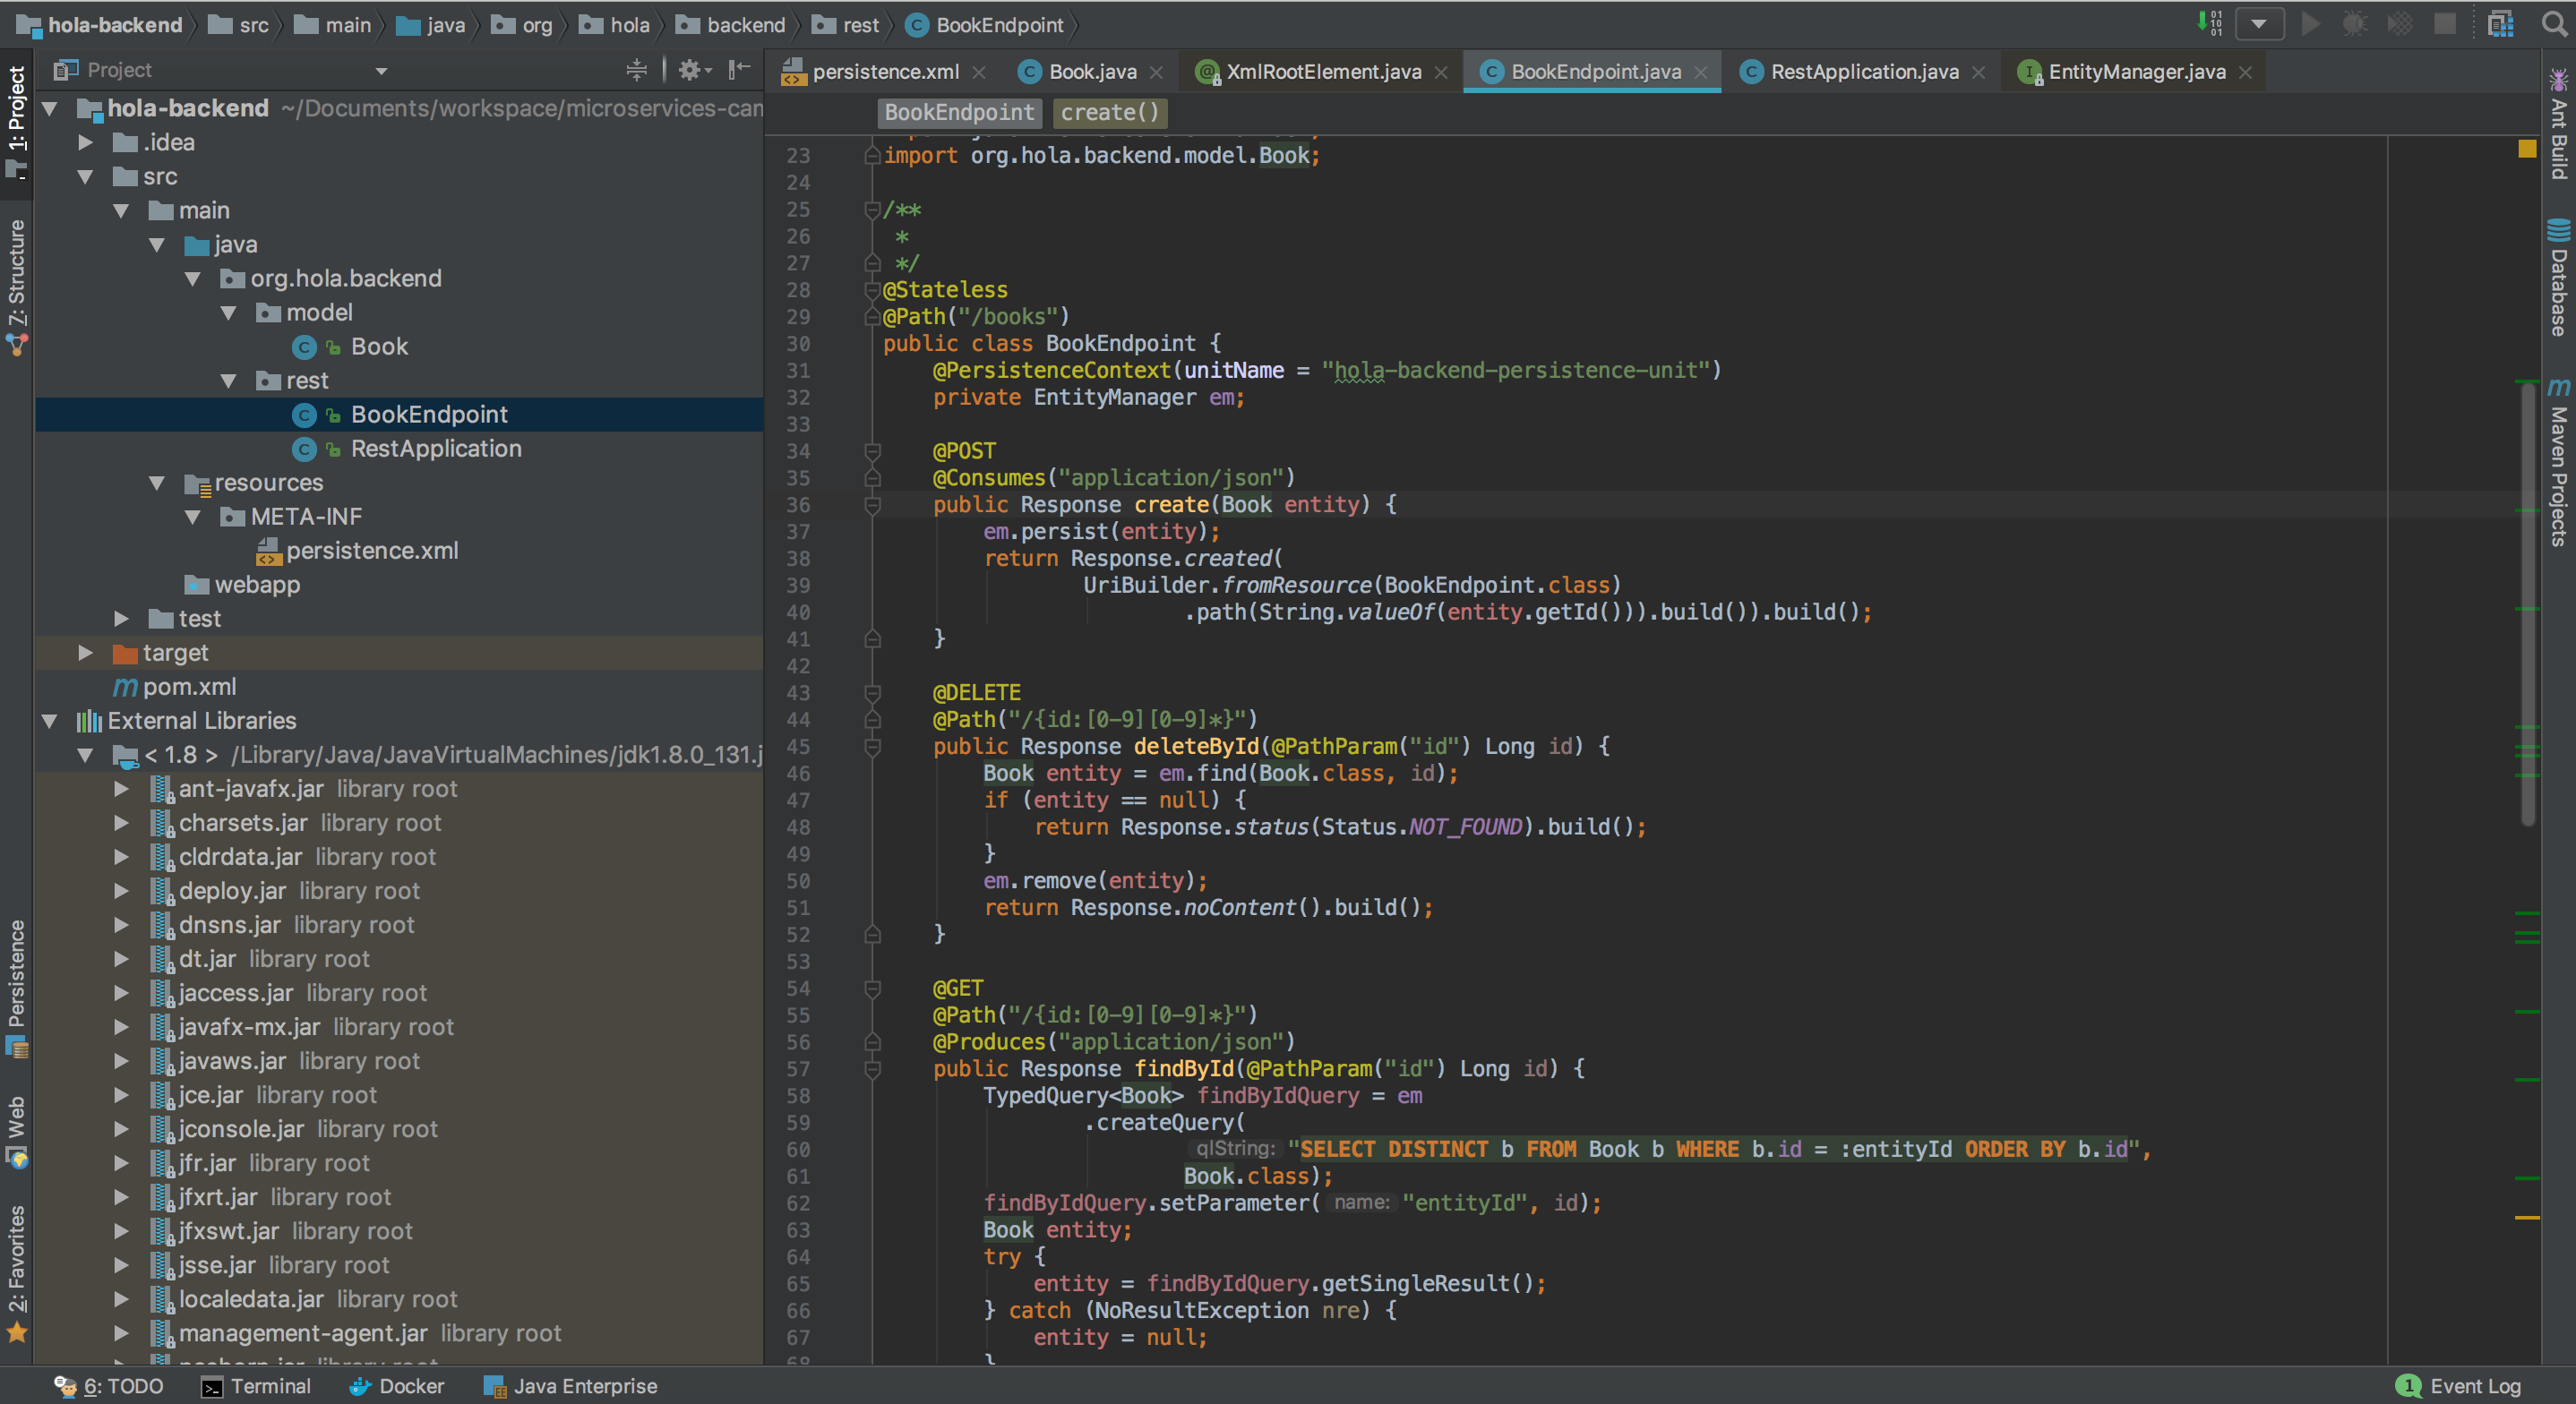 hola-backend src main java org hola backend rest BookEndpoint
1: Project
7: Structure
Persistence
Web
2: Favorites
Project
hola-backend ~/Documents/workspace/microservices-cam
.idea
src
main
java
org.hola.backend
model
Book
rest
BookEndpoint
RestApplication
resources
META-INF
persistence.xml
webapp
test
target
pom.xml
External Libraries
< 1.8 > /Library/Java/JavaVirtualMachines/jdk1.8.0_131.j
ant-javafx.jar library root
charsets.jar library root
cldrdata.jar library root
deploy.jar library root
dnsns.jar library root
dt.jar library root
jaccess.jar library root
javafx-mx.jar library root
javaws.jar library root
jce.jar library root
jconsole.jar library root
jfr.jar library root
jfxrt.jar library root
jfxswt.jar library root
jsse.jar library root
localedata.jar library root
management-agent.jar library root
persistence.xml Book.java XmlRootElement.java BookEndpoint.java RestApplication.java EntityManager.java
BookEndpoint create()
23 import org.hola.backend.model.Book;
24
25 /**
26 *
27 */
28 @Stateless
29 @Path("/books")
30 public class BookEndpoint {
31 @PersistenceContext(unitName = "hola-backend-persistence-unit")
32 private EntityManager em;
33
34 @POST
35 @Consumes("application/json")
36 public Response create(Book entity) {
37 em.persist(entity);
38 return Response.created(
39 UriBuilder.fromResource(BookEndpoint.class)
40 .path(String.valueOf(entity.getId())).build()).build();
41 }
42
43 @DELETE
44 @Path("/{id:[0-9][0-9]*}")
45 public Response deleteById(@PathParam("id") Long id) {
46 Book entity = em.find(Book.class, id);
47 if (entity == null) {
48 return Response.status(Status.NOT_FOUND).build();
49 }
50 em.remove(entity);
51 return Response.noContent().build();
52 }
53
54 @GET
55 @Path("/{id:[0-9][0-9]*}")
56 @Produces("application/json")
57 public Response findById(@PathParam("id") Long id) {
58 TypedQuery<Book> findByIdQuery = em
59 .createQuery(
60 qlString: "SELECT DISTINCT b FROM Book b WHERE b.id = :entityId ORDER BY b.id",
61 Book.class);
62 findByIdQuery.setParameter( name: "entityId", id);
63 Book entity;
64 try {
65 entity = findByIdQuery.getSingleResult();
66 } catch (NoResultException nre) {
67 entity = null;
68 }
Ant Build
Database
Maven Projects
6: TODO Terminal Docker Java Enterprise
1 Event Log